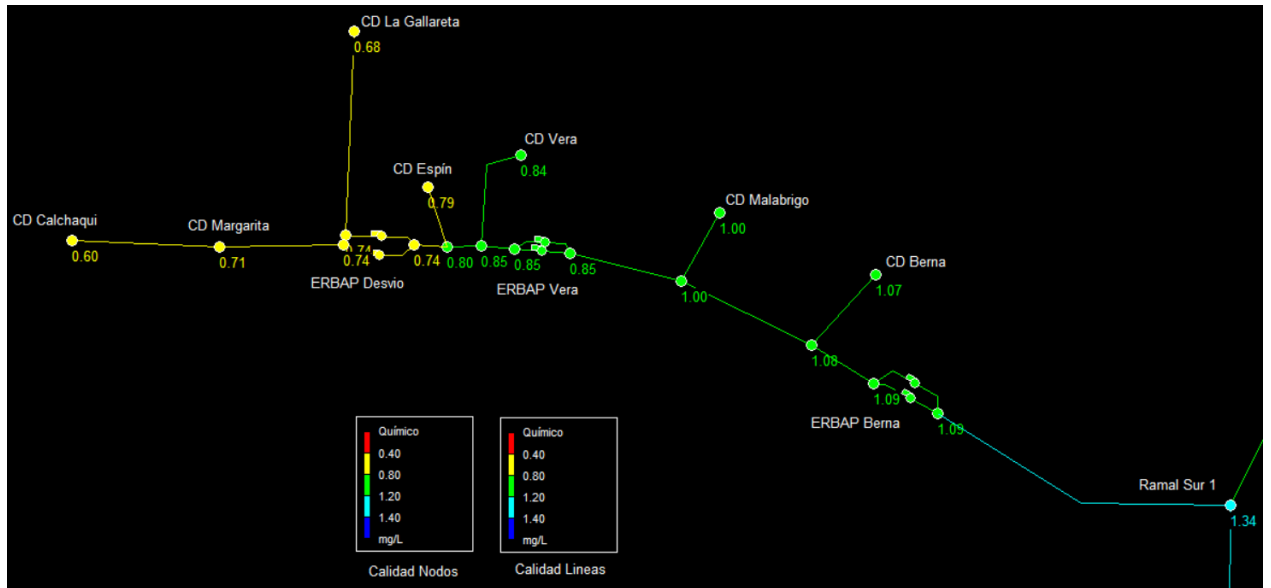 CD La Gallareta
0.68
CD Vera
0.84
CD Espín
0.79
CD Malabrigo
1.00
CD Calchaqui
0.60
CD Margarita
0.71
0.74
0.74
0.74
0.80
0.85
0.85
0.85
ERBAP Desvio
ERBAP Vera
1.00
CD Berna
1.07
1.08
1.09
1.09
ERBAP Berna
Ramal Sur 1
1.34
Químico
0.40
0.80
1.20
1.40
mg/L
Calidad Nodos
Químico
0.40
0.80
1.20
1.40
mg/L
Calidad Lineas